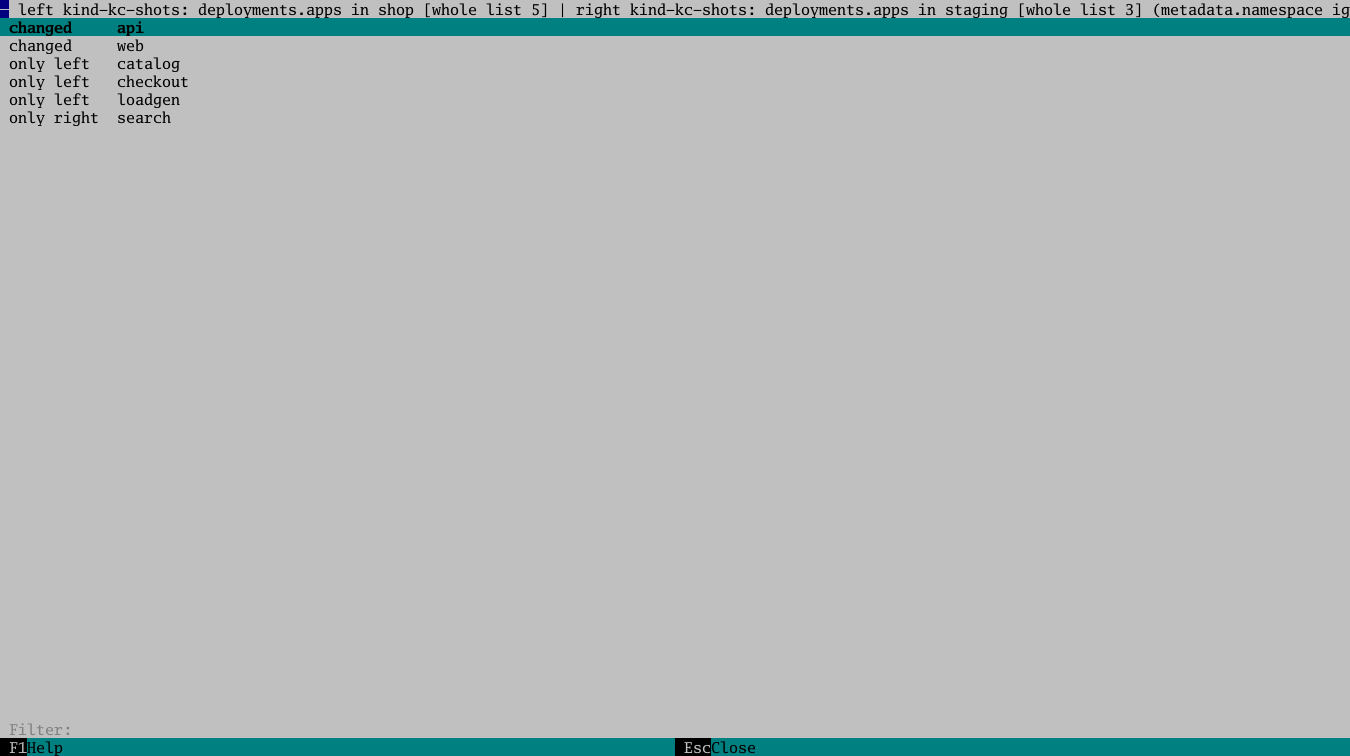 left kind-kc-shots: deployments.apps in shop [whole list 5] | right kind-kc-shots: deployments.apps in staging [whole list 3] (metadata.namespace ig
changed api
changed web
only left catalog
only left checkout
only left loadgen
only right search
Filter:
F1Help EscClose